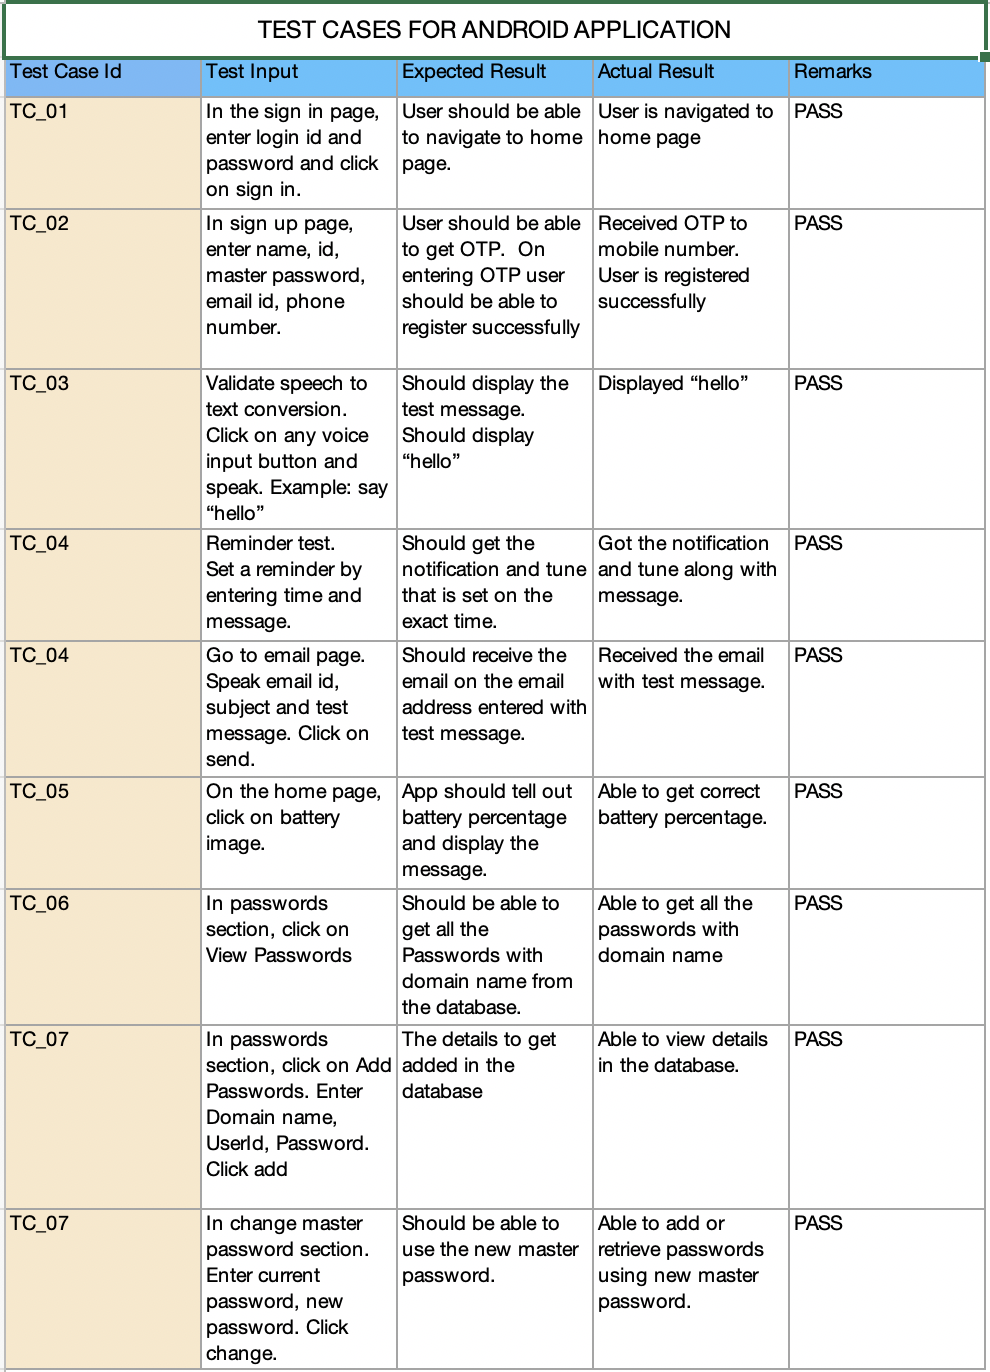 TEST CASES FOR ANDROID APPLICATION
Test Case Id
Test Input
Expected Result
Actual Result
Remarks
TC_01
In the sign in page,
enter login id and
password and click
on sign in.
User should be able
to navigate to home
page.
User is navigated to
home page
PASS
TC_02
In sign up page,
enter name, id,
master password,
email id, phone
number.
User should be able
to get OTP.  On
entering OTP user
should be able to
register successfully
Received OTP to
mobile number.
User is registered
successfully
PASS
TC_03
Validate speech to
text conversion.
Click on any voice
input button and
speak. Example: say
“hello”
Should display the
test message.
Should display
“hello”
Displayed “hello”
PASS
TC_04
Reminder test.
Set a reminder by
entering time and
message.
Should get the
notification and tune
that is set on the
exact time.
Got the notification
and tune along with
message.
PASS
TC_04
Go to email page.
Speak email id,
subject and test
message. Click on
send.
Should receive the
email on the email
address entered with
test message.
Received the email
with test message.
PASS
TC_05
On the home page,
click on battery
image.
App should tell out
battery percentage
and display the
message.
Able to get correct
battery percentage.
PASS
TC_06
In passwords
section, click on
View Passwords
Should be able to
get all the
Passwords with
domain name from
the database.
Able to get all the
passwords with
domain name
PASS
TC_07
In passwords
section, click on Add
Passwords. Enter
Domain name,
UserId, Password.
Click add
The details to get
added in the
database
Able to view details
in the database.
PASS
TC_07
In change master
password section.
Enter current
password, new
password. Click
change.
Should be able to
use the new master
password.
Able to add or
retrieve passwords
using new master
password.
PASS